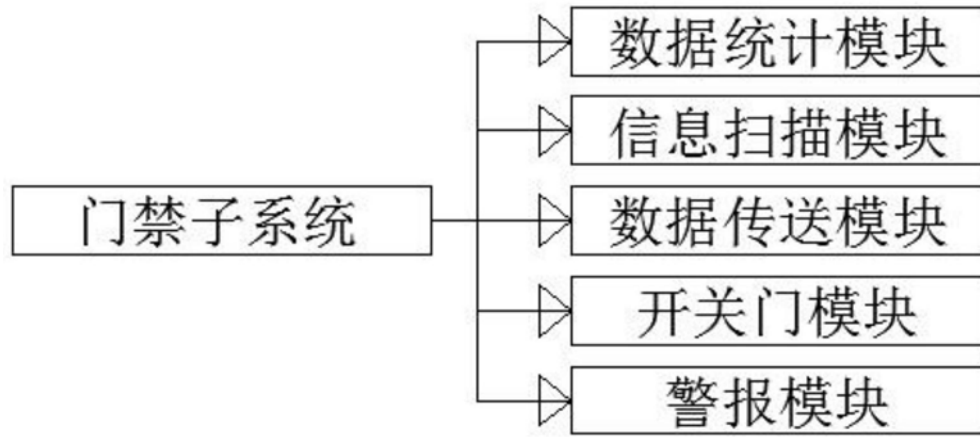 数据统计模块
信息扫描模块
门禁子系统
数据传送模块
开关门模块
警报模块